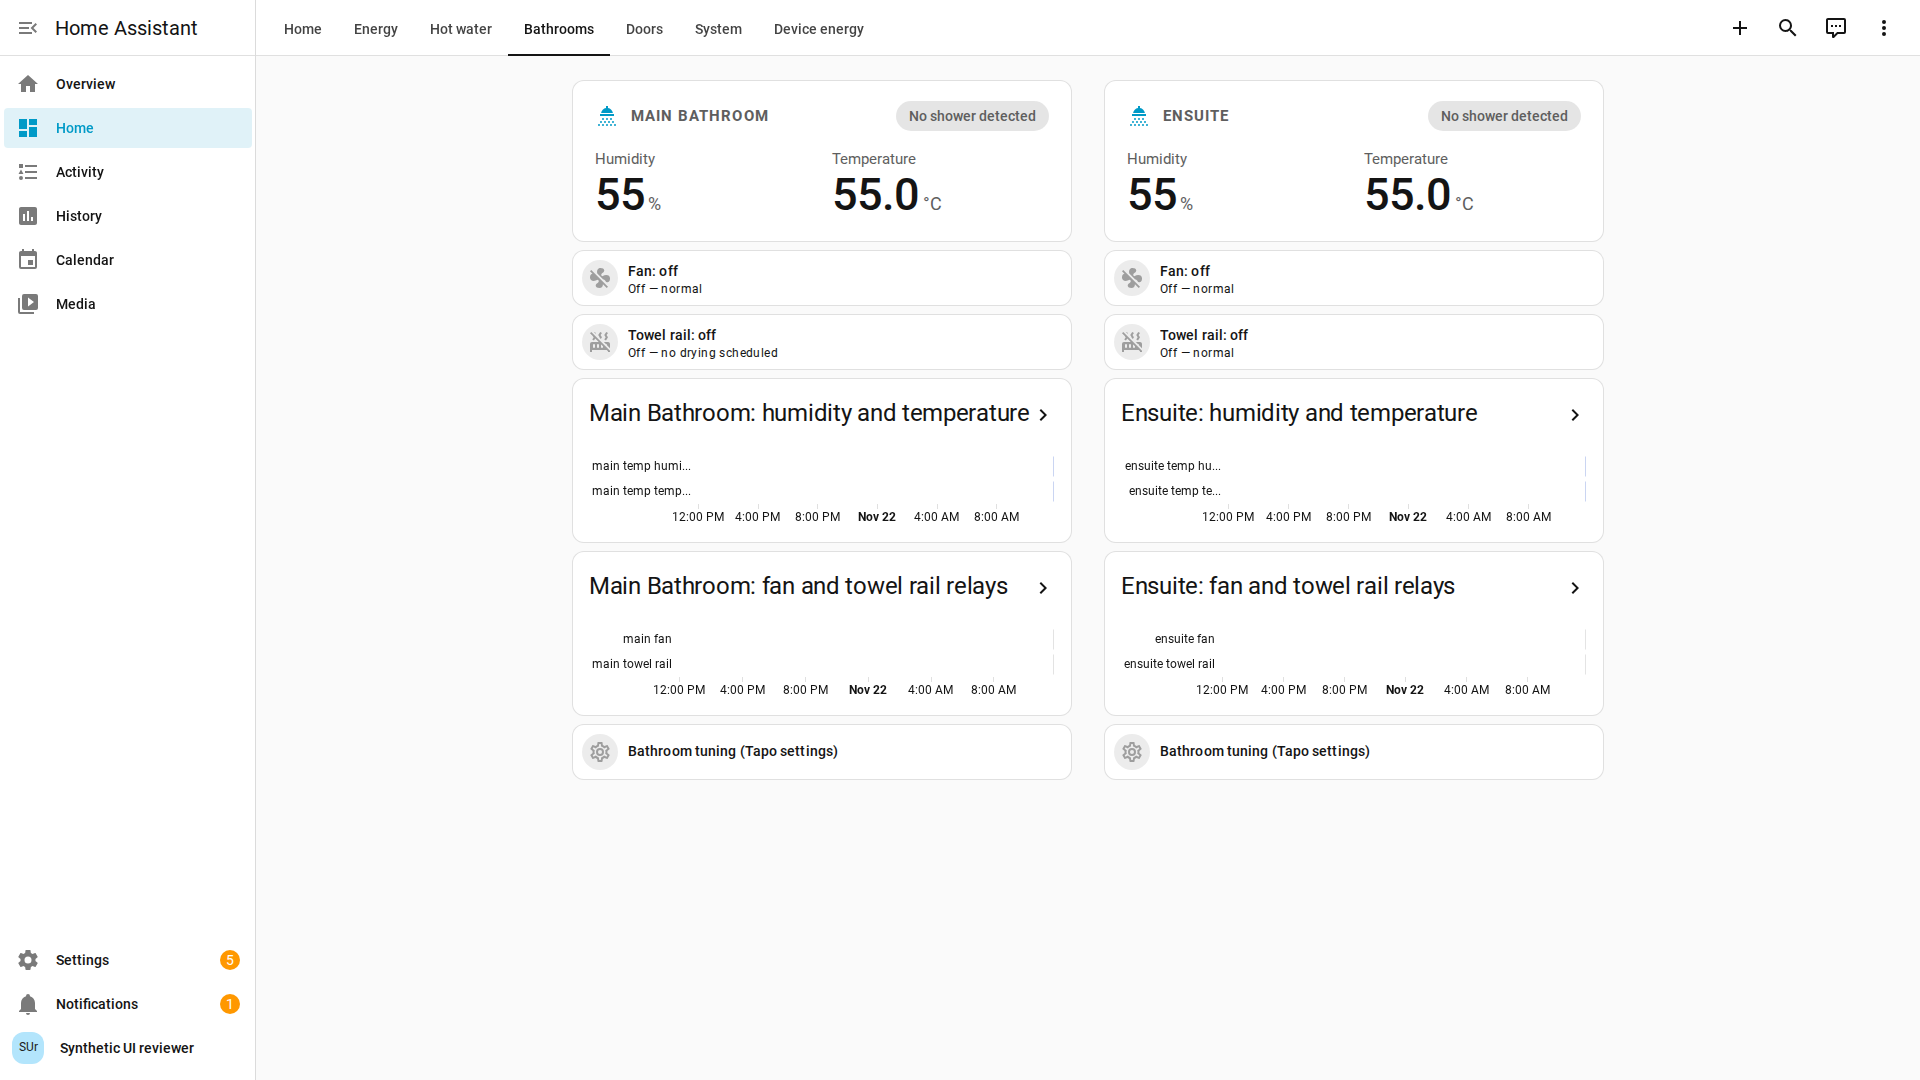 Home Assistant
Home Energy Hot water Bathrooms Doors System Device energy
Overview
Home
Activity
History
Calendar
Media
Settings 5
Notifications 1
SUr Synthetic UI reviewer
MAIN BATHROOM No shower detected
Humidity Temperature
55 % 55.0 °C
Fan: off
Off — normal
Towel rail: off
Off — no drying scheduled
Main Bathroom: humidity and temperature
main temp humi...
main temp temp...
12:00 PM 4:00 PM 8:00 PM Nov 22 4:00 AM 8:00 AM
Main Bathroom: fan and towel rail relays
main fan
main towel rail
12:00 PM 4:00 PM 8:00 PM Nov 22 4:00 AM 8:00 AM
Bathroom tuning (Tapo settings)
ENSUITE No shower detected
Humidity Temperature
55 % 55.0 °C
Fan: off
Off — normal
Towel rail: off
Off — normal
Ensuite: humidity and temperature
ensuite temp hu...
ensuite temp te...
12:00 PM 4:00 PM 8:00 PM Nov 22 4:00 AM 8:00 AM
Ensuite: fan and towel rail relays
ensuite fan
ensuite towel rail
12:00 PM 4:00 PM 8:00 PM Nov 22 4:00 AM 8:00 AM
Bathroom tuning (Tapo settings)